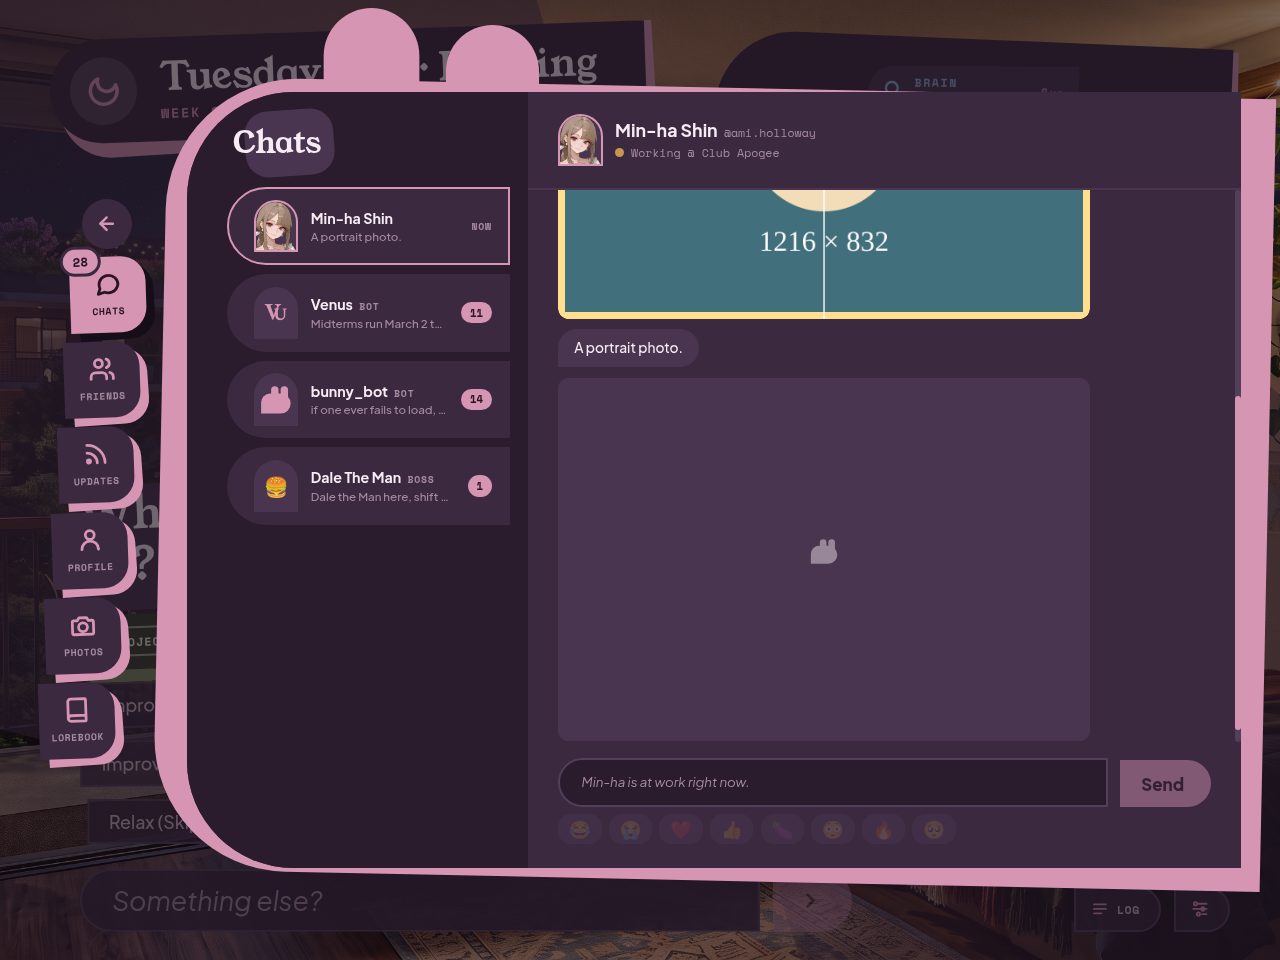 Tuesday
WEEK
BRAIN
Chats
Min-ha Shin @ami.holloway
Working @ Club Apogee
Min-ha Shin
A portrait photo.
NOW
1216 × 832
28
CHATS
Venus BOT
Midterms run March 2 t…
11
A portrait photo.
FRIENDS
bunny_bot BOT
if one ever fails to load, …
14
UPDATES
Dale The Man BOSS
Dale the Man here, shift …
1
PROFILE
PHOTOS
LOREBOOK
Min-ha is at work right now.
Send
Relax
Something else?
LOG